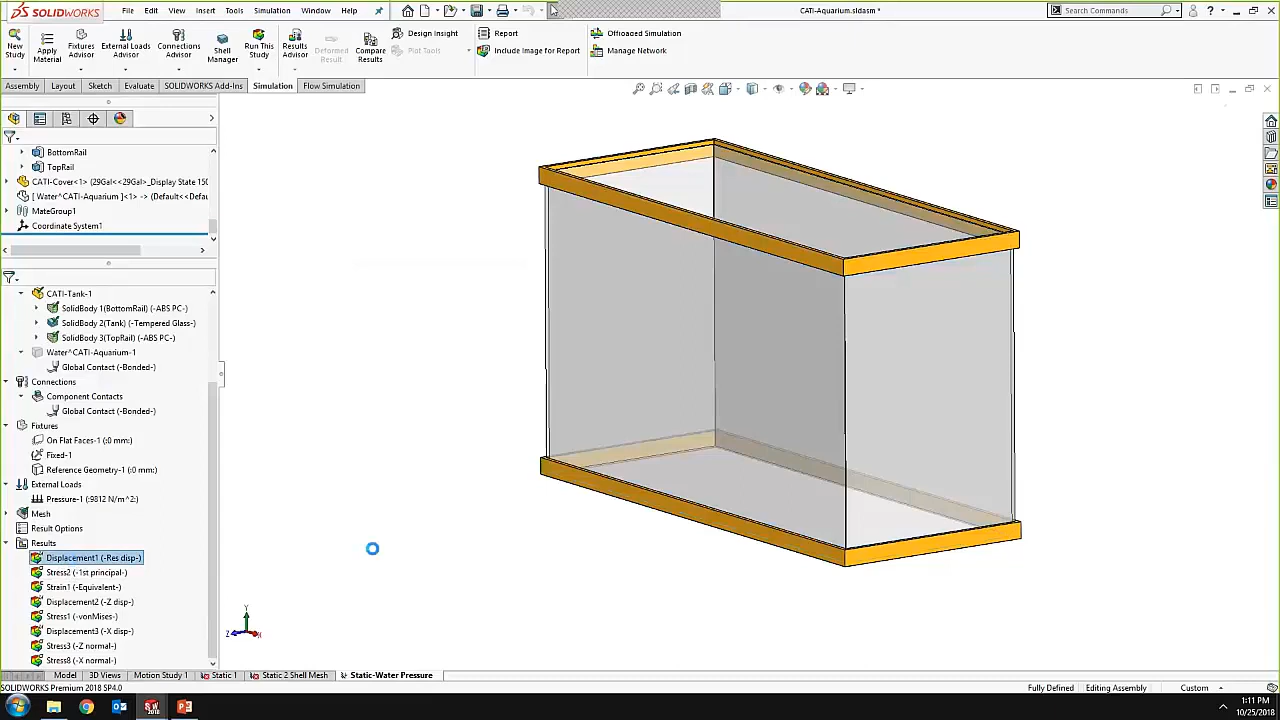 SOLIDWORKS File Edit View Insert Tools Simulation Window Help CATI-Aquarium.sldasm * Search Commands ?
New Study
Apply Material
Fixtures Advisor
External Loads Advisor
Connections Advisor
Shell Manager
Run This Study
Results Advisor
Deformed Result
Compare Results
Design Insight
Plot Tools
Report
Include Image for Report
Offloaded Simulation
Manage Network
Assembly Layout Sketch Evaluate SOLIDWORKS Add-Ins Simulation Flow Simulation
BottomRail
TopRail
CATI-Cover<1> (29Gal<<29Gal>_Display State 150
[ Water^CATI-Aquarium ]<1> -> (Default<<Defau
MateGroup1
Coordinate System1
CATI-Tank-1
SolidBody 1(BottomRail) (-ABS PC-)
SolidBody 2(Tank) (-Tempered Glass-)
SolidBody 3(TopRail) (-ABS PC-)
Water^CATI-Aquarium-1
Global Contact (-Bonded-)
Connections
Component Contacts
Global Contact (-Bonded-)
Fixtures
On Flat Faces-1 (:0 mm:)
Fixed-1
Reference Geometry-1 (:0 mm:)
External Loads
Pressure-1 (:9812 N/m^2:)
Mesh
Result Options
Results
Displacement1 (-Res disp-)
Stress2 (-1st principal-)
Strain1 (-Equivalent-)
Displacement2 (-Z disp-)
Stress1 (-vonMises-)
Displacement3 (-X disp-)
Stress3 (-Z normal-)
Stress8 (-X normal-)
Y
Z X
Model 3D Views Motion Study 1 Static 1 Static 2 Shell Mesh Static-Water Pressure
SOLIDWORKS Premium 2018 SP4.0 Fully Defined Editing Assembly Custom
1:11 PM
10/25/2018